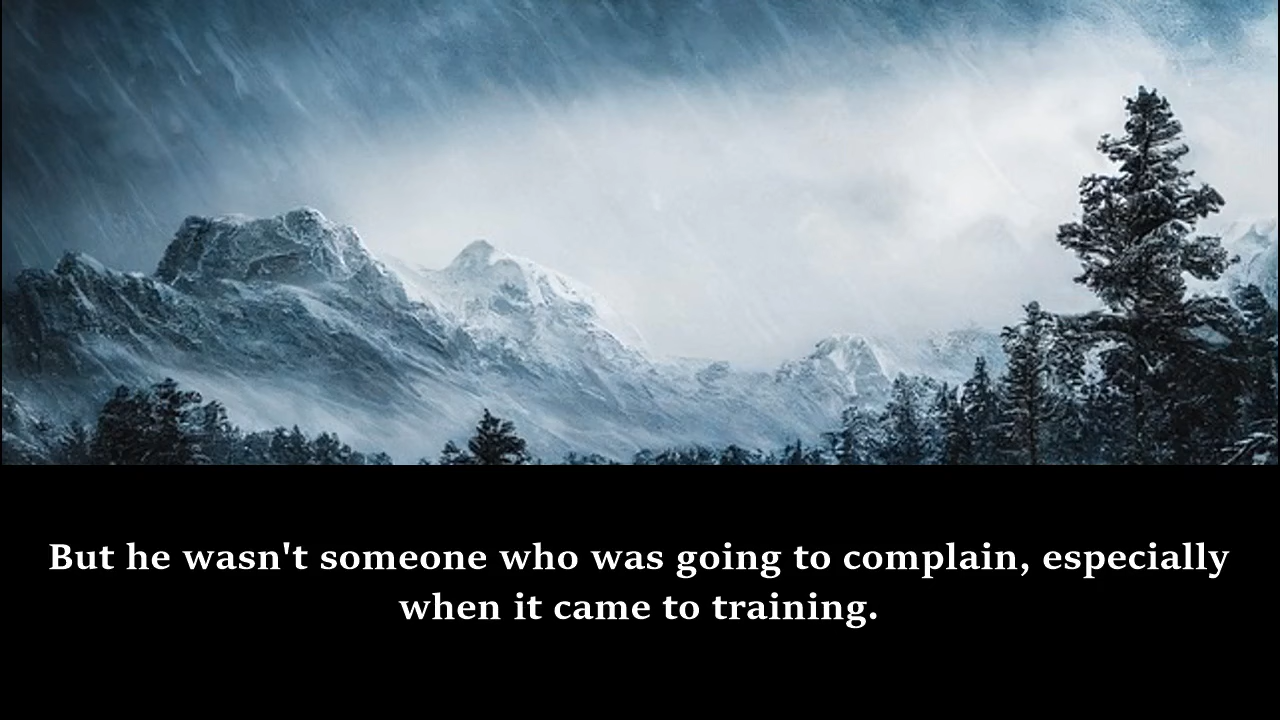 But he wasn't someone who was going to complain, especially
when it came to training.